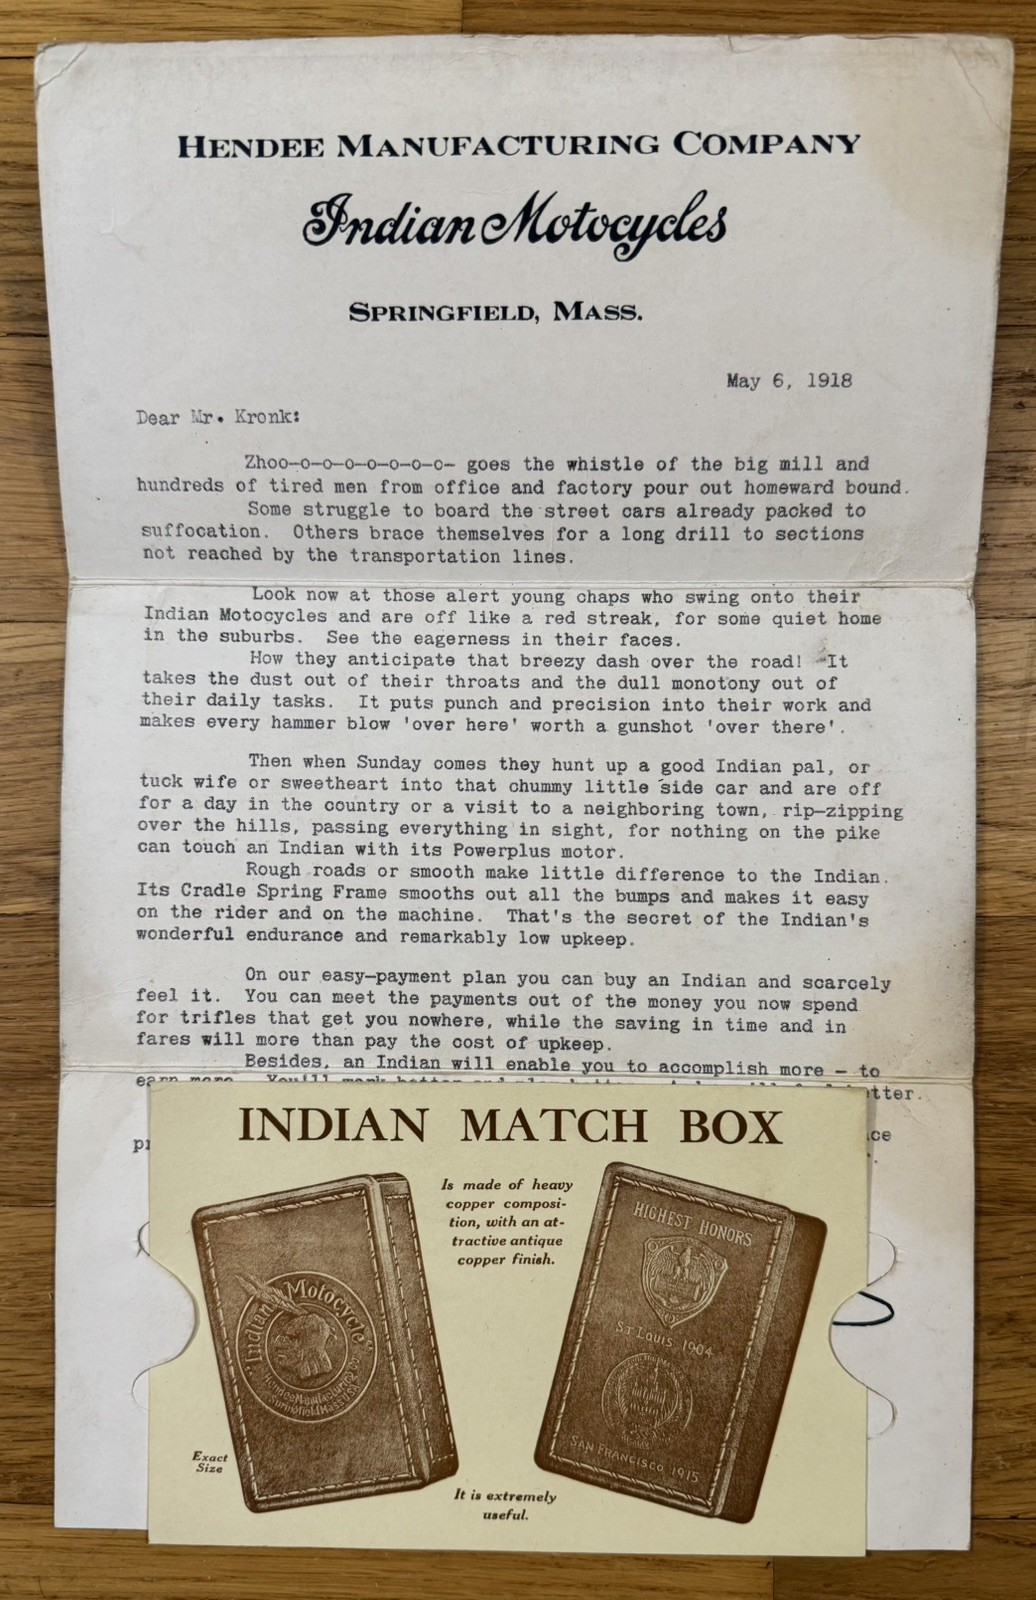 HENDEE MANUFACTURING COMPANY
Indian Motocycles
SPRINGFIELD, MASS.
May 6, 1918
Dear Mr. Kronk:
Zhoo-o-o-o-o-o-o-o- goes the whistle of the big mill and
hundreds of tired men from office and factory pour out homeward bound.
Some struggle to board the street cars already packed to
suffocation. Others brace themselves for a long drill to sections
not reached by the transportation lines.
Look now at those alert young chaps who swing onto their
Indian Motocycles and are off like a red streak, for some quiet home
in the suburbs. See the eagerness in their faces.
How they anticipate that breezy dash over the road! It
takes the dust out of their throats and the dull monotony out of
their daily tasks. It puts punch and precision into their work and
makes every hammer blow 'over here' worth a gunshot 'over there'.
Then when Sunday comes they hunt up a good Indian pal, or
tuck wife or sweetheart into that chummy little side car and are off
for a day in the country or a visit to a neighboring town, rip-zipping
over the hills, passing everything in sight, for nothing on the pike
can touch an Indian with its Powerplus motor.
Rough roads or smooth make little difference to the Indian.
Its Cradle Spring Frame smooths out all the bumps and makes it easy
on the rider and on the machine. That's the secret of the Indian's
wonderful endurance and remarkably low upkeep.
On our easy-payment plan you can buy an Indian and scarcely
feel it. You can meet the payments out of the money you now spend
for trifles that get you nowhere, while the saving in time and in
fares will more than pay the cost of upkeep.
Besides, an Indian will enable you to accomplish more - to
earn more. You'll work better
INDIAN MATCH BOX
Is made of heavy
copper composi-
tion, with an at-
tractive antique
copper finish.
Indian Motocycle
Hendee Manufacturing Co
Springfield Mass USA
HIGHEST HONORS
ST LOUIS, 1904
SAN FRANCISCO 1915
Exact
Size
It is extremely
useful.